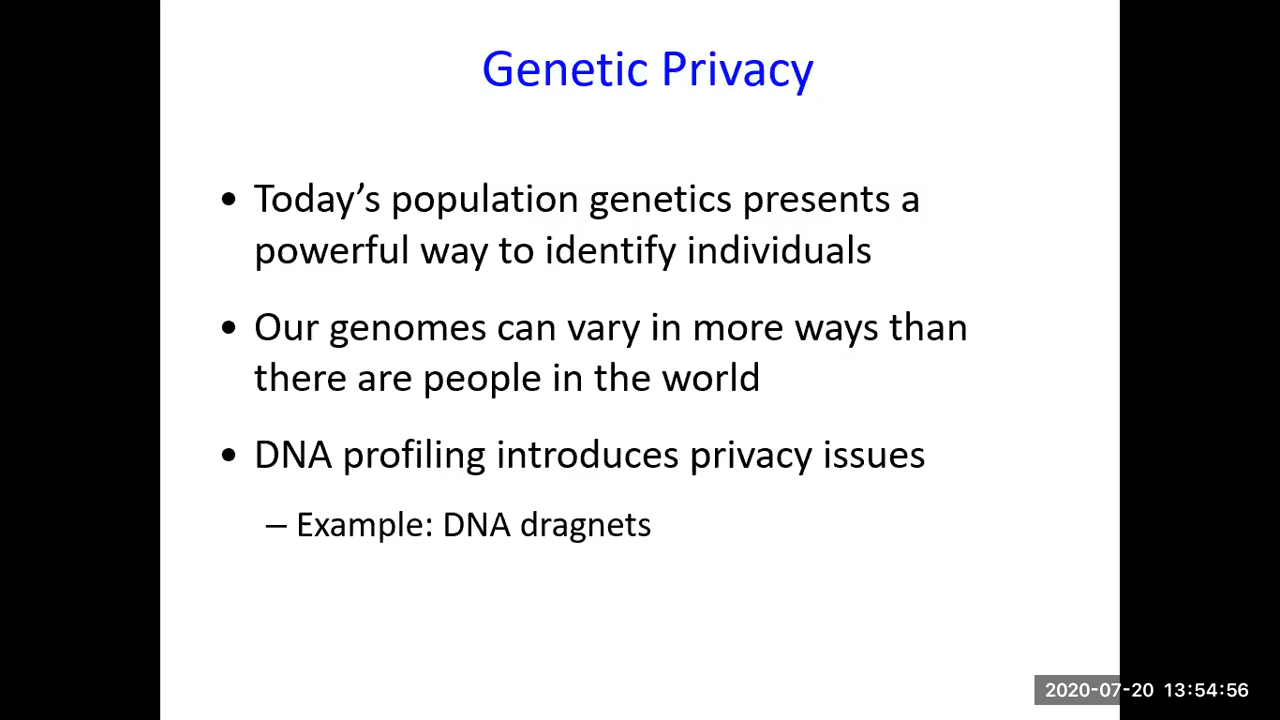 Genetic Privacy
• Today’s population genetics presents a
powerful way to identify individuals
• Our genomes can vary in more ways than
there are people in the world
• DNA profiling introduces privacy issues
– Example: DNA dragnets
2020-07-20 13:54:56